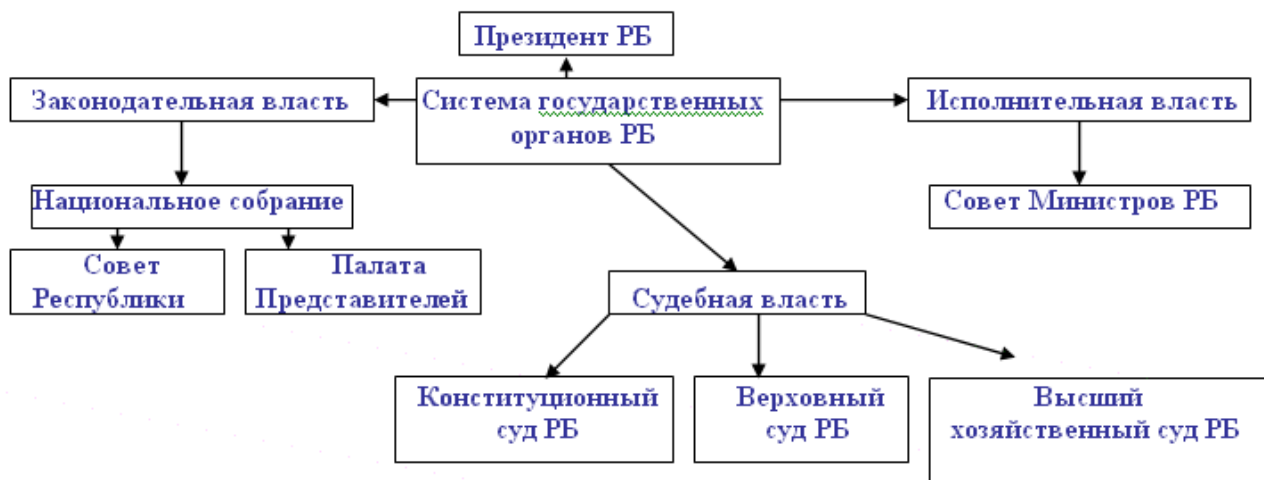 Президент РБ
Законодательная власть
Система государственных
органов РБ
Исполнительная власть
Национальное собрание
Совет Министров РБ
Совет
Республики
Палата
Представителей
Судебная власть
Конституционный
суд РБ
Верховный
суд РБ
Высший
хозяйственный суд РБ